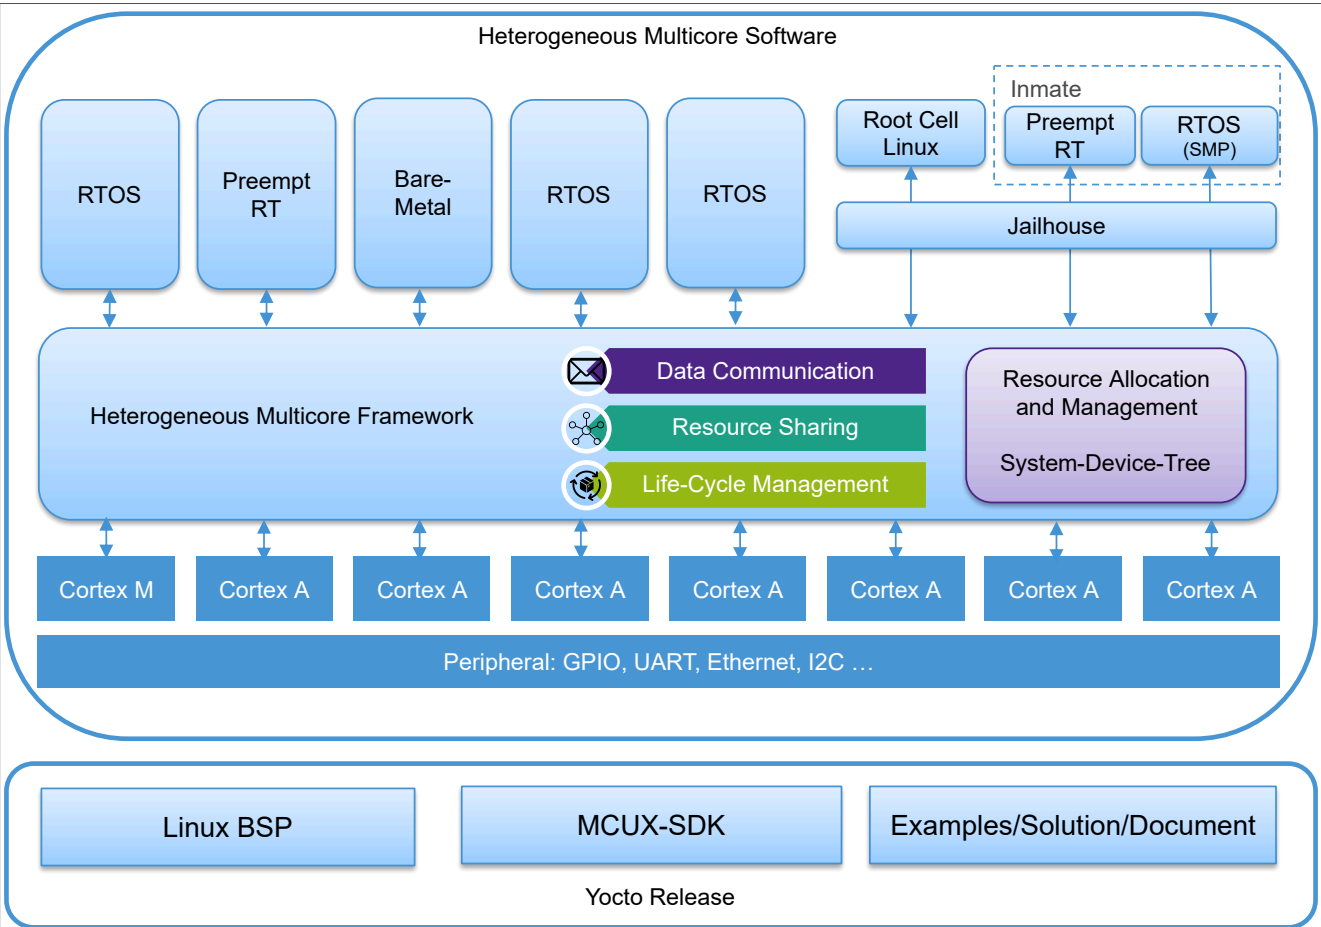 Heterogeneous Multicore Software
RTOS
Preempt
RT
Bare-
Metal
RTOS
RTOS
Root Cell
Linux
Inmate
Preempt
RT
RTOS
(SMP)
Jailhouse
Heterogeneous Multicore Framework
Data Communication
Resource Sharing
Life-Cycle Management
Resource Allocation
and Management
System-Device-Tree
Cortex M
Cortex A
Cortex A
Cortex A
Cortex A
Cortex A
Cortex A
Cortex A
Peripheral: GPIO, UART, Ethernet, I2C …
Linux BSP
MCUX-SDK
Examples/Solution/Document
Yocto Release